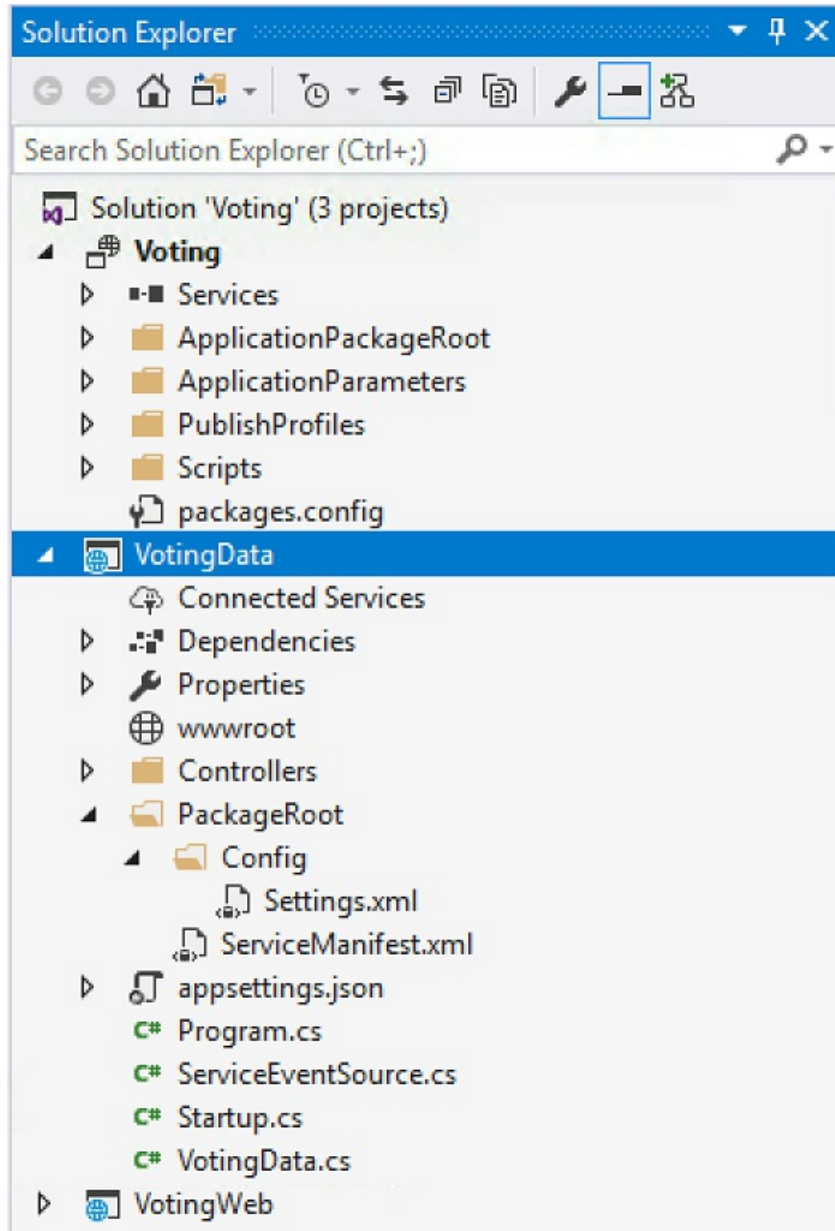 Solution Explorer
Search Solution Explorer (Ctrl+;)
Solution 'Voting' (3 projects)
Voting
Services
ApplicationPackageRoot
ApplicationParameters
PublishProfiles
Scripts
packages.config
VotingData
Connected Services
Dependencies
Properties
wwwroot
Controllers
PackageRoot
Config
Settings.xml
ServiceManifest.xml
appsettings.json
C# Program.cs
C# ServiceEventSource.cs
C# Startup.cs
C# VotingData.cs
VotingWeb